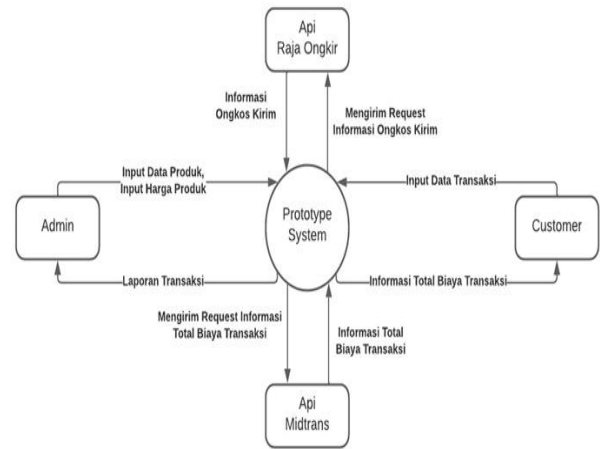 Api
Raja Ongkir
Informasi
Ongkos Kirim
Mengirim Request
Informasi Ongkos Kirim
Input Data Produk,
Input Harga Produk
Input Data Transaksi
Admin
Prototype
System
Customer
Laporan Transaksi
Informasi Total Biaya Transaksi
Mengirim Request Informasi
Total Biaya Transaksi
Informasi Total
Biaya Transaksi
Api
Midtrans